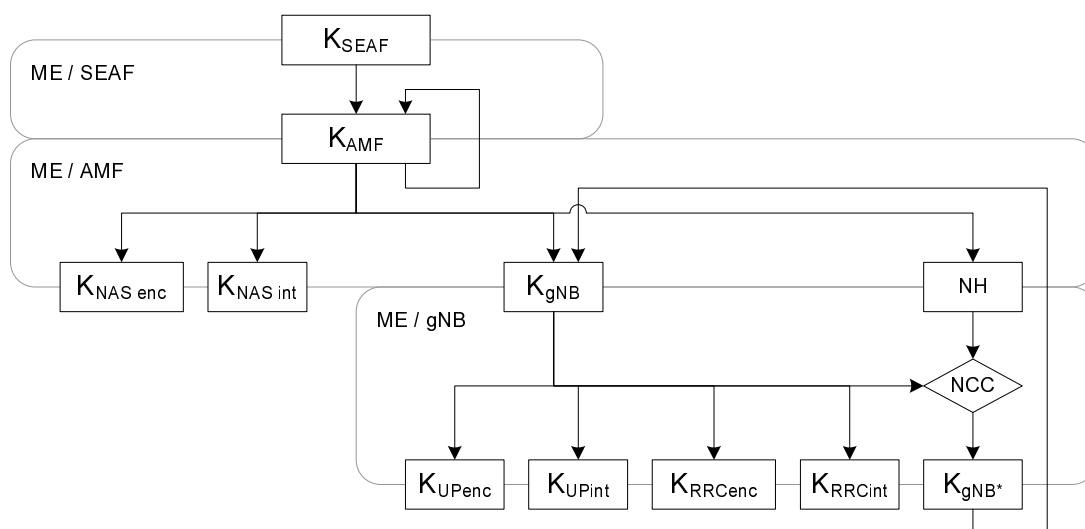 KSEAF
ME / SEAF
KAMF
ME / AMF
KNAS enc
KNAS int
KgNB
NH
ME / gNB
NCC
KUPenc
KUPint
KRRCenc
KRRCint
KgNB*